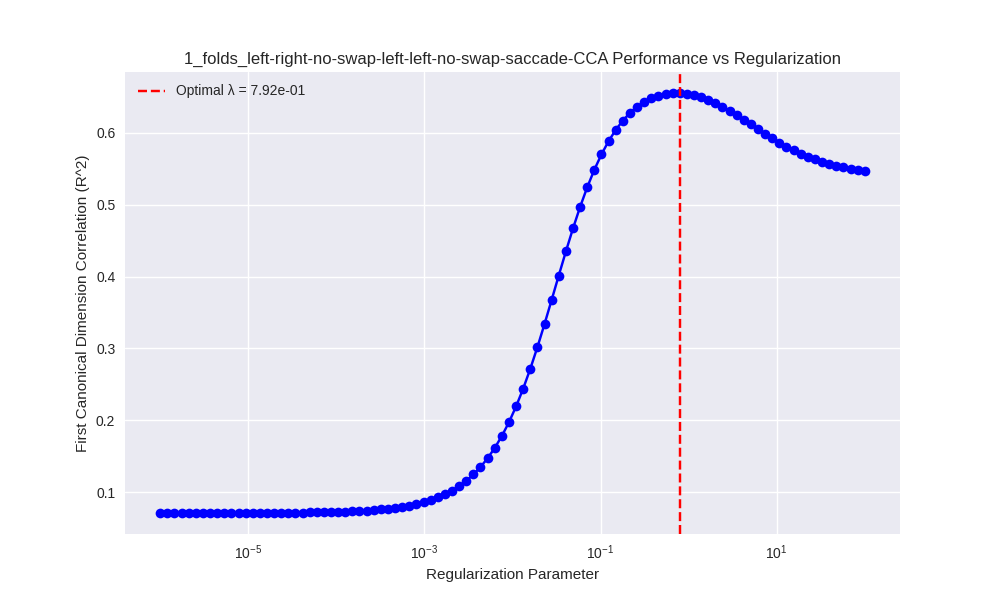 1_folds_left-right-no-swap-left-left-no-swap-saccade-CCA Performance vs Regularization
Optimal λ = 7.92e-01
First Canonical Dimension Correlation (R^2)
0.6
0.5
0.4
0.3
0.2
0.1
10⁻⁵ 10⁻³ 10⁻¹ 10¹
Regularization Parameter